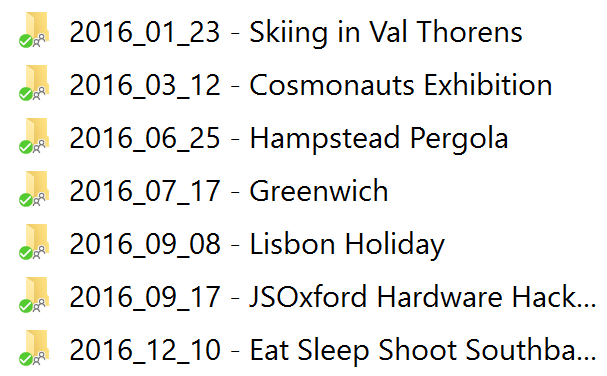 2016_01_23 - Skiing in Val Thorens
2016_03_12 - Cosmonauts Exhibition
2016_06_25 - Hampstead Pergola
2016_07_17 - Greenwich
2016_09_08 - Lisbon Holiday
2016_09_17 - JSOxford Hardware Hack...
2016_12_10 - Eat Sleep Shoot Southba...